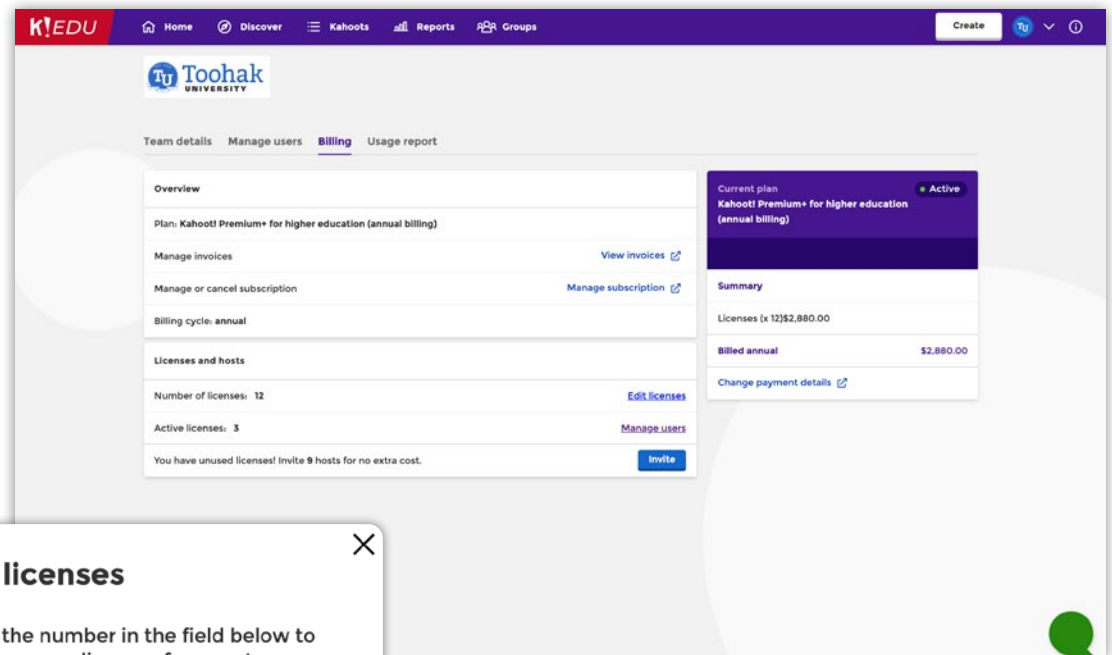 K!EDU Home Discover Kahoots Reports Groups Create TU
TU Toohak
UNIVERSITY
Team details Manage users Billing Usage report
Overview
Plan: Kahoot! Premium+ for higher education (annual billing)
Manage invoices View invoices
Manage or cancel subscription Manage subscription
Billing cycle: annual
Licenses and hosts
Number of licenses: 12 Edit licenses
Active licenses: 3 Manage users
You have unused licenses! Invite 9 hosts for no extra cost. Invite
Current plan Active
Kahoot! Premium+ for higher education
(annual billing)
Summary
Licenses (x 12)$2,880.00
Billed annual $2,880.00
Change payment details
licenses
the number in the field below to